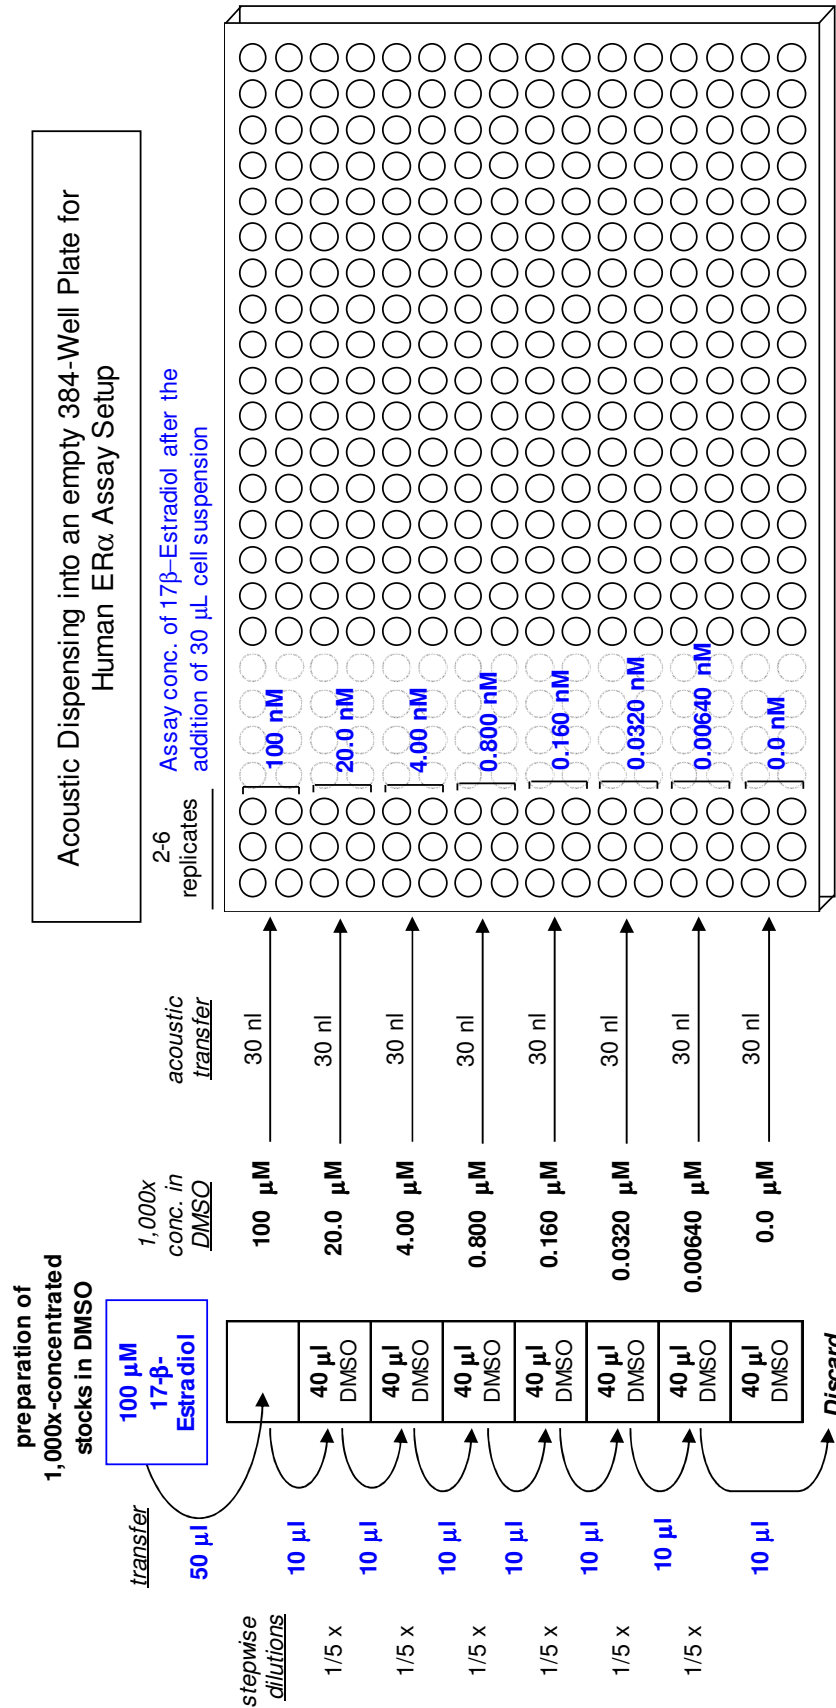 Acoustic Dispensing into an empty 384-Well Plate for
Human ERα Assay Setup
preparation of
1,000x-concentrated
stocks in DMSO
100 µM
17-β-
Estradiol
transfer
50 µl
stepwise
dilutions
1,000x
conc. in
DMSO
acoustic
transfer
2-6
replicates
Assay conc. of 17β–Estradiol after the
addition of 30 µL cell suspension
100 µM
30 nl
100 nM
10 µl
1/5 x
40 µl
DMSO
20.0 µM
30 nl
20.0 nM
10 µl
1/5 x
40 µl
DMSO
4.00 µM
30 nl
4.00 nM
10 µl
1/5 x
40 µl
DMSO
0.800 µM
30 nl
0.800 nM
10 µl
1/5 x
40 µl
DMSO
0.160 µM
30 nl
0.160 nM
10 µl
1/5 x
40 µl
DMSO
0.0320 µM
30 nl
0.0320 nM
10 µl
1/5 x
40 µl
DMSO
0.00640 µM
30 nl
0.00640 nM
10 µl
40 µl
DMSO
0.0 µM
30 nl
0.0 nM
Discard